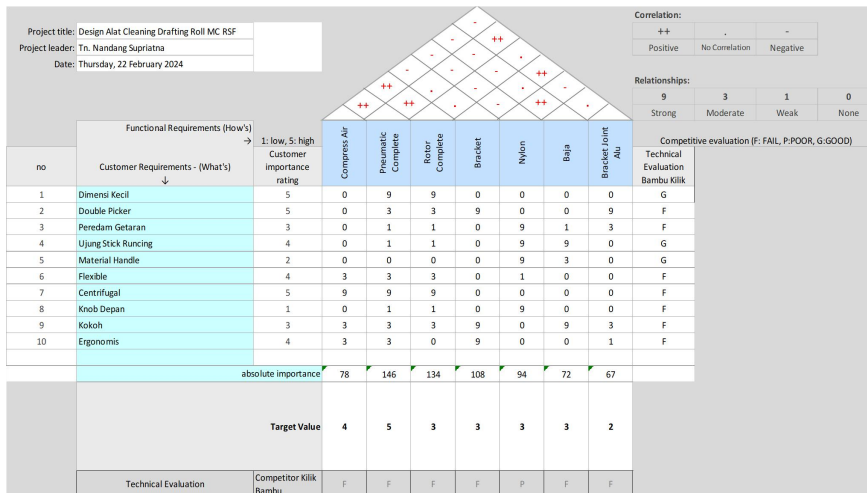 Project title: Design Alat Cleaning Drafting Roll MC RSF
Project leader: Tn. Nandang Supriatna
Date: Thursday, 22 February 2024
Correlation:
++ . -
Positive No Correlation Negative
Relationships:
9 3 1 0
Strong Moderate Weak None
-
- ++
- - .
- - - -
++ . . - .
++ ++ . - ++ .
Functional Requirements (How's) →
1: low, 5: high
Competitive evaluation (F: FAIL, P:POOR, G:GOOD)
no Customer Requirements - (What's) ↓ Customer importance rating Compress Air Pneumatic Complete Rotor Complete Bracket Nylon Baja Bracket Joint Alu Technical Evaluation Bambu Kilik
1 Dimensi Kecil 5 0 9 9 0 0 0 0 G
2 Double Picker 5 0 3 3 9 0 0 9 F
3 Peredam Getaran 3 0 1 1 0 9 1 3 F
4 Ujung Stick Runcing 4 0 1 1 0 9 9 0 G
5 Material Handle 2 0 0 0 0 9 3 0 G
6 Flexible 4 3 3 3 0 1 0 0 F
7 Centrifugal 5 9 9 9 0 0 0 0 F
8 Knob Depan 1 0 1 1 0 9 0 0 F
9 Kokoh 3 3 3 3 9 0 9 3 F
10 Ergonomis 4 3 3 0 9 0 0 1 F
absolute importance 78 146 134 108 94 72 67
Target Value 4 5 3 3 3 3 2
Technical Evaluation Competitor Kilik Bambu F F F F P F F